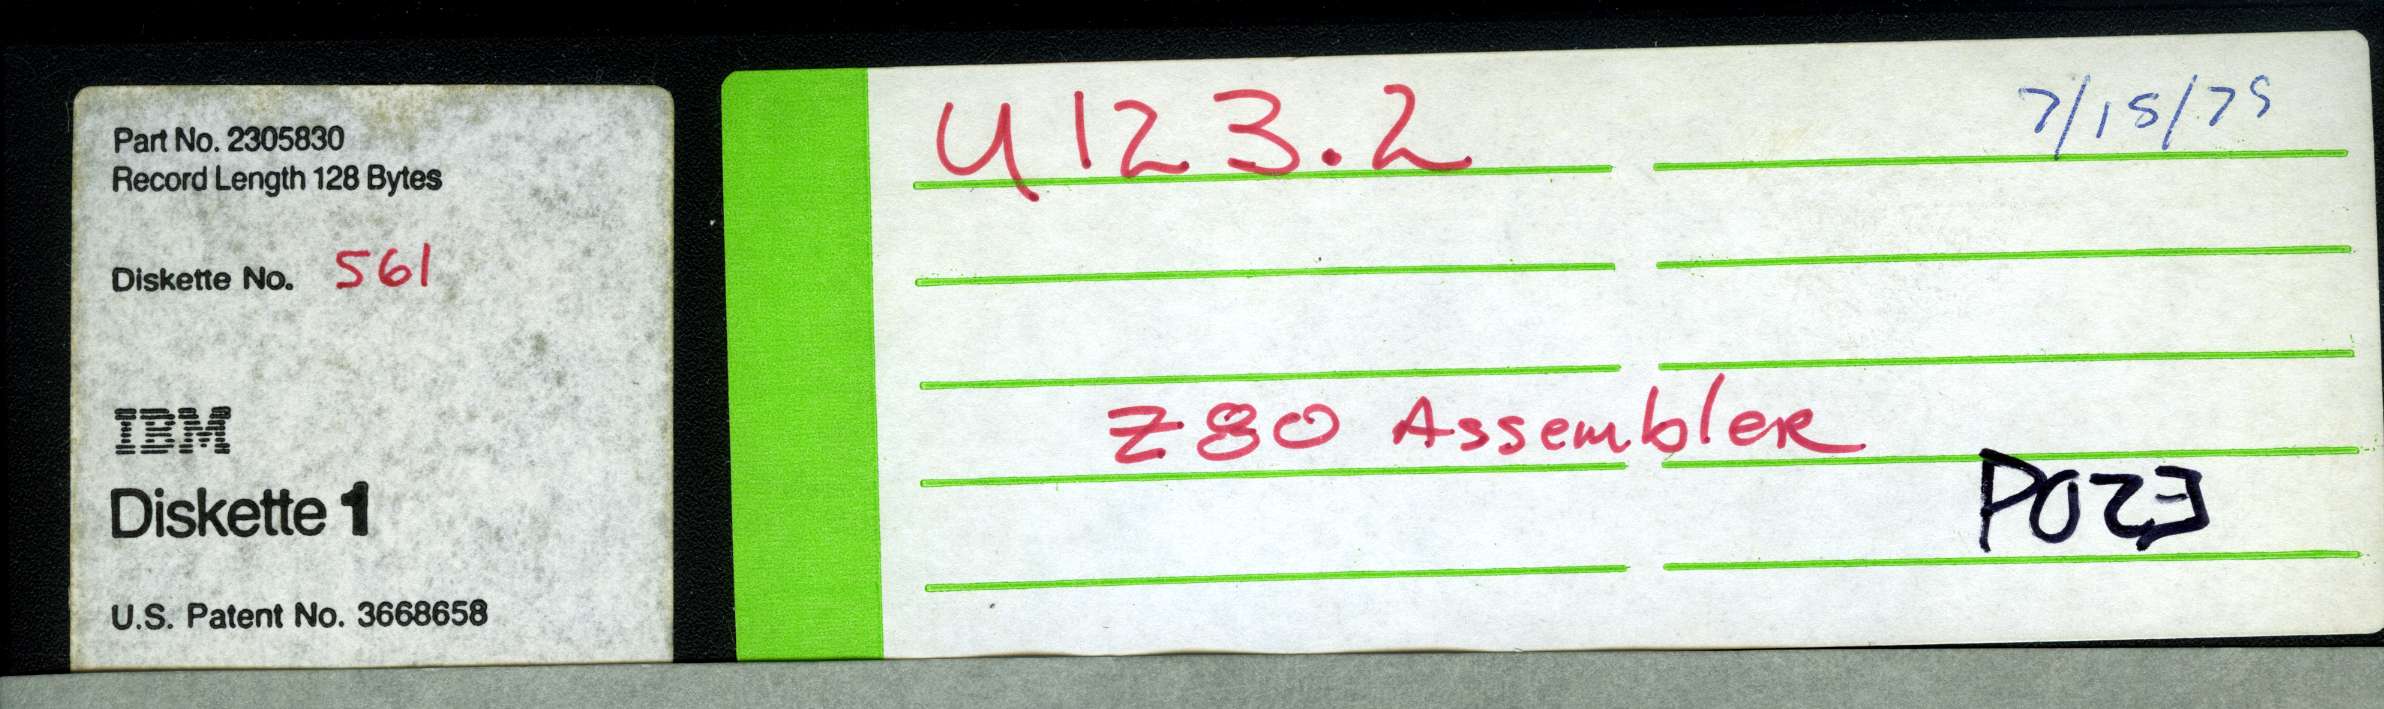 Part No. 2305830
Record Length 128 Bytes
Diskette No. 561
IBM
Diskette 1
U.S. Patent No. 3668658
U123.2
7/15/79
Z80 Assembler
P023